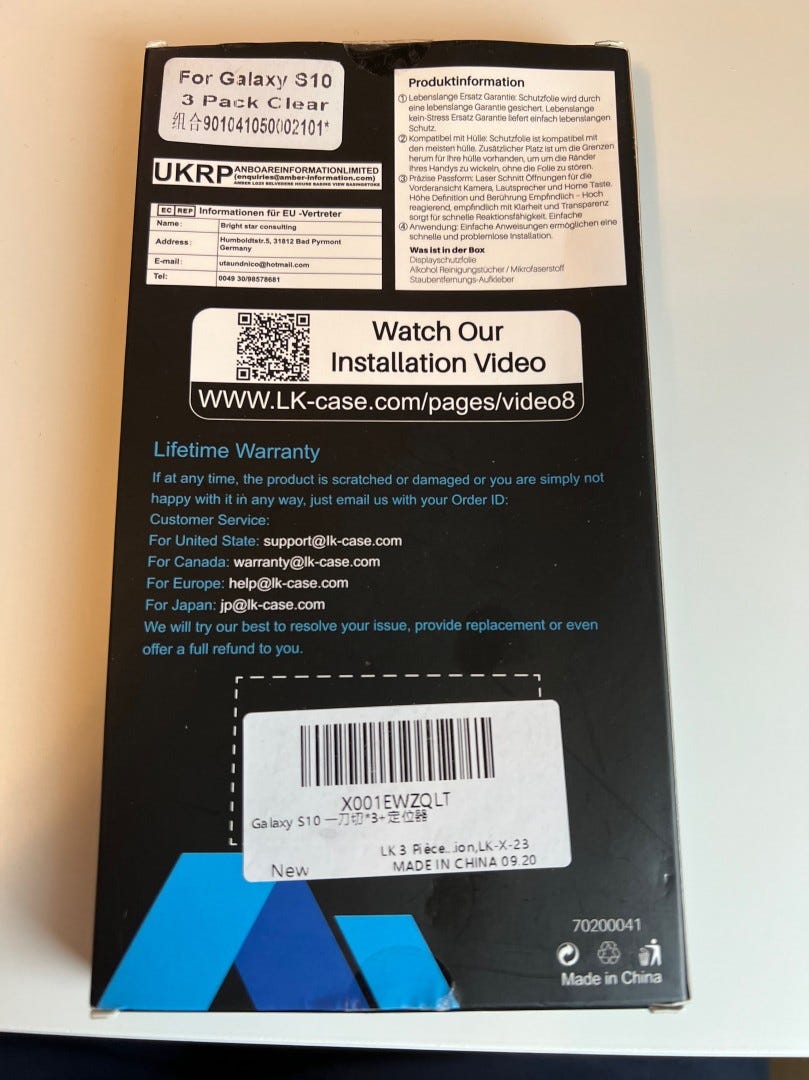 For Galaxy S10
3 Pack Clear
组合901041050002101*
UKRP
ANBOAREINFORMATIONLIMITED
(enquiries@amber-information.com)
AMBER LO25 BELVEDERE HOUSE BASING VIEW BASINGSTOKE
EC REP Informationen für EU -Vertreter
Name: Bright star consulting
Address: Humboldtstr.5, 31812 Bad Pyrmont
Germany
E-mail: utaundnico@hotmail.com
Tel: 0049 30/98578681
Produktinformation
① Lebenslange Ersatz Garantie: Schutzfolie wird durch
eine lebenslange Garantie gesichert. Lebenslange
kein-Stress Ersatz Garantie liefert einfach lebenslangen
Schutz.
② Kompatibel mit Hülle: Schutzfolie ist kompatibel mit
den meisten hülle. Zusätzlicher Platz ist um die Grenzen
herum für Ihre hülle vorhanden, um um die Ränder
Ihres Handys zu wickeln, ohne die Folie zu stören.
③ Präzise Passform: Laser Schnitt Öffnungen für die
Vorderansicht Kamera, Lautsprecher und Home Taste.
Höhe Definition und Berührung Empfindlich – Hoch
reagierend, empfindlich mit Klarheit und Transparenz
sorgt für schnelle Reaktionsfähigkeit. Einfache
④ Anwendung: Einfache Anweisungen ermöglichen eine
schnelle und problemlose Installation.
Was ist in der Box
Displayschutzfolie
Alkohol Reinigungstücher / Mikrofaserstoff
Staubentfernungs-Aufkleber
Watch Our
Installation Video
WWW.LK-case.com/pages/video8
Lifetime Warranty
If at any time, the product is scratched or damaged or you are simply not
happy with it in any way, just email us with your Order ID:
Customer Service:
For United State: support@lk-case.com
For Canada: warranty@lk-case.com
For Europe: help@lk-case.com
For Japan: jp@lk-case.com
We will try our best to resolve your issue, provide replacement or even
offer a full refund to you.
X001EWZQLT
Galaxy S10 一刀切*3+定位器
LK 3 Pièce...ion,LK-X-23
New
MADE IN CHINA 09.20
70200041
Made in China